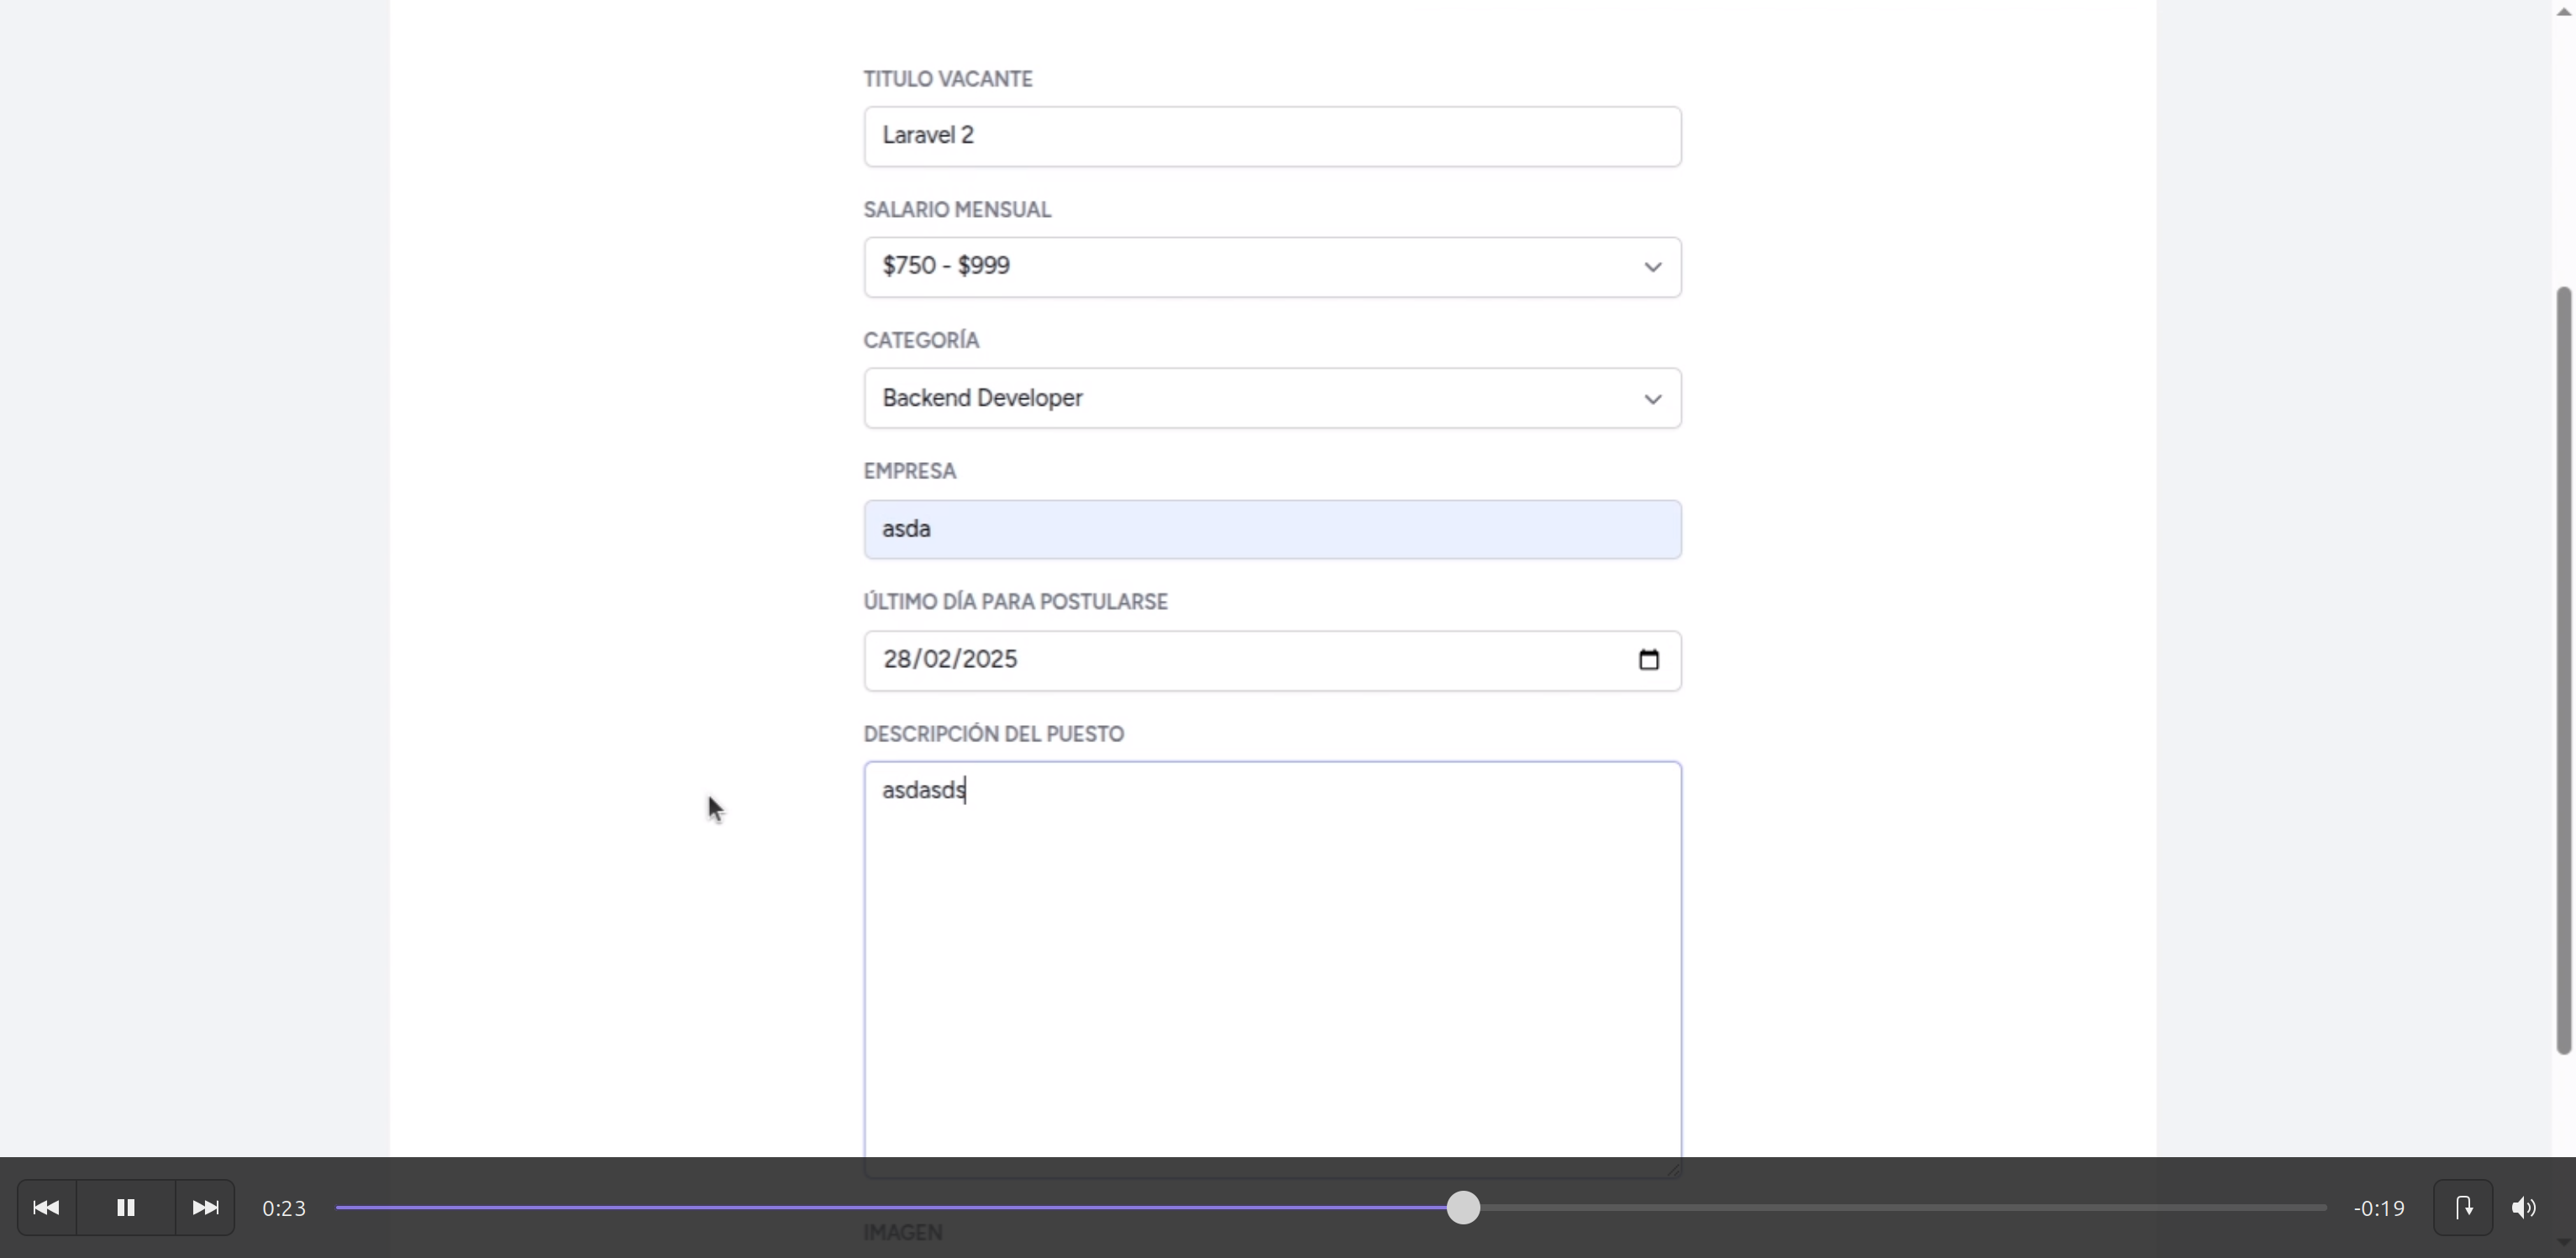 TITULO VACANTE
Laravel 2
SALARIO MENSUAL
$750 - $999
CATEGORÍA
Backend Developer
EMPRESA
asda
ÚLTIMO DÍA PARA POSTULARSE
28/02/2025
DESCRIPCIÓN DEL PUESTO
asdasds
0:23
-0:19
IMAGEN